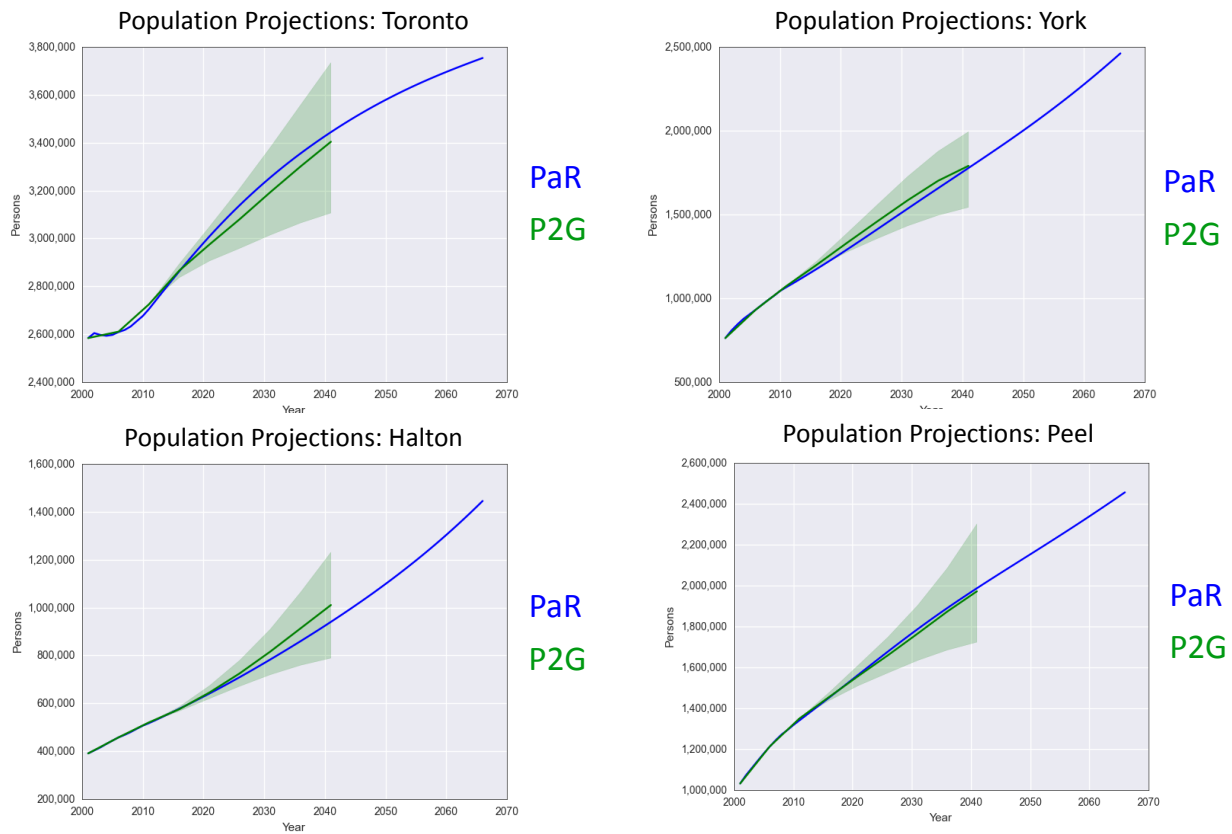 Population Projections: Toronto
3,800,000
3,600,000
3,400,000
3,200,000
3,000,000
2,800,000
2,600,000
2,400,000
Persons
2000 2010 2020 2030 2040 2050 2060 2070
Year
PaR
P2G
Population Projections: York
2,500,000
2,000,000
1,500,000
1,000,000
500,000
Persons
2000 2010 2020 2030 2040 2050 2060 2070
Year
PaR
P2G
Population Projections: Halton
1,600,000
1,400,000
1,200,000
1,000,000
800,000
600,000
400,000
200,000
Persons
2000 2010 2020 2030 2040 2050 2060 2070
Year
PaR
P2G
Population Projections: Peel
2,600,000
2,400,000
2,200,000
2,000,000
1,800,000
1,600,000
1,400,000
1,200,000
1,000,000
Persons
2000 2010 2020 2030 2040 2050 2060 2070
Year
PaR
P2G